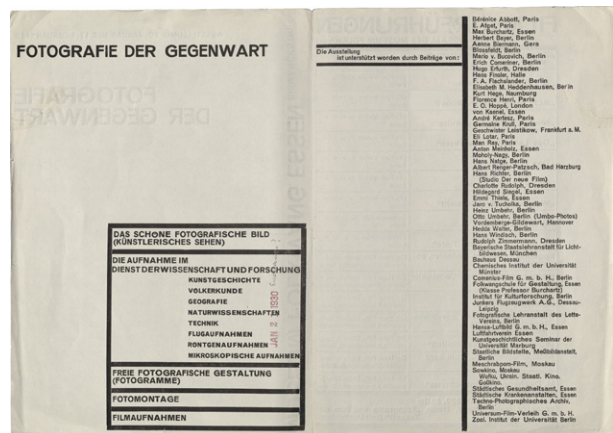 FOTOGRAFIE DER GEGENWART
DAS SCHÖNE FOTOGRAFISCHE BILD
(KÜNSTLERISCHES SEHEN)
DIE AUFNAHME IM
DIENST DER WISSENSCHAFT UND FORSCHUNG
KUNSTGESCHICHTE
VÖLKERKUNDE
GEOGRAFIE
NATURWISSENSCHAFTEN
TECHNIK
FLUGAUFNAHMEN
RÖNTGENAUFNAHMEN
MIKROSKOPISCHE AUFNAHMEN
JAN 2 1930
FREIE FOTOGRAFISCHE GESTALTUNG
(FOTOGRAMME)
FOTOMONTAGE
FILMAUFNAHMEN
Die Ausstellung
ist unterstützt worden durch Beiträge von:
Bérénice Abbott, Paris
E. Atget, Paris
Max Burchartz, Essen
Herbert Bayer, Berlin
Aenne Biermann, Gera
Blossfeldt, Berlin
Mario v. Bucovich, Berlin
Erich Comeriner, Berlin
Hugo Erfurth, Dresden
Hans Finsler, Halle
F. A. Flachslander, Berlin
Elisabeth M. Heddenhausen, Berlin
Kurt Hege, Naumburg
Florence Henri, Paris
E. O. Hoppé, London
von Kaenel, Essen
André Kertesz, Paris
Germaine Krull, Paris
Geschwister Leistikow, Frankfurt a. M.
Eli Lotar, Paris
Man Ray, Paris
Anton Meinholz, Essen
Moholy-Nagy, Berlin
Hans Natge, Berlin
Albert Renger-Patzsch, Bad Harzburg
Hans Richter, Berlin
(Studio Der neue Film)
Charlotte Rudolph, Dresden
Hildegard Siegel, Essen
Emmi Thiele, Essen
Jan v. Tucholka, Berlin
Heinz Umbehr, Berlin
Otto Umbehr, Berlin (Umbo-Photos)
Vordemberge-Gildewart, Hannover
Hedda Walter, Berlin
Hans Windisch, Berlin
Rudolph Zimmermann, Dresden
Bayerische Staatslehranstalt für Licht-
bildwesen, München
Bauhaus Dessau
Chemisches Institut der Universität
Münster
Comenius-Film G. m. b. H., Berlin
Folkwangschule für Gestaltung, Essen
(Klasse Professor Burchartz)
Institut für Kulturforschung, Berlin
Junkers Flugzeugwerk A.G., Dessau-
Leipzig
Fotografische Lehranstalt des Lette-
Vereins, Berlin
Hansa-Luftbild G. m. b. H., Essen
Luftfahrtverein Essen
Kunstgeschichtliches Seminar der
Universität Marburg
Staatliche Bildstelle, Meßbildanstalt,
Berlin
Meschrabpom-Film, Moskau
Sowkino, Moskau
Wufku, Ukrain. Staatl. Kino.
Goskino.
Städtisches Gesundheitsamt, Essen
Städtische Krankenanstalten, Essen
Techno-Photographisches Archiv,
Berlin
Universum-Film-Verleih G. m. b. H.
Zool. Institut der Universität Berlin